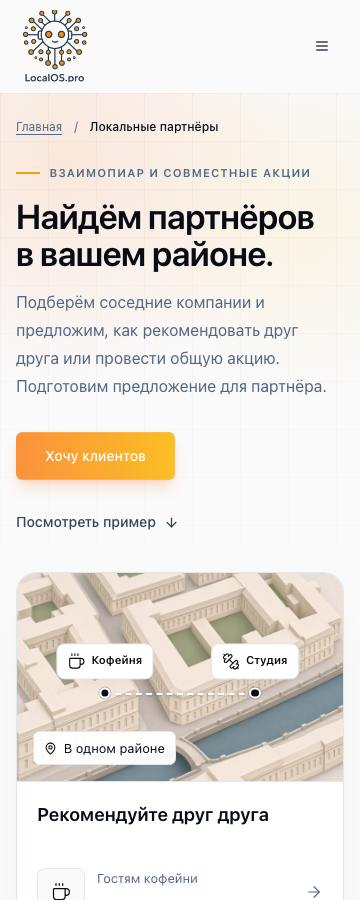 LocalOS.pro
Главная / Локальные партнёры
ВЗАИМОПИАР И СОВМЕСТНЫЕ АКЦИИ
Найдём партнёров
в вашем районе.
Подберём соседние компании и
предложим, как рекомендовать друг
друга или провести общую акцию.
Подготовим предложение для партнёра.
Хочу клиентов
Посмотреть пример
Кофейня
Студия
В одном районе
Рекомендуйте друг друга
Гостям кофейни